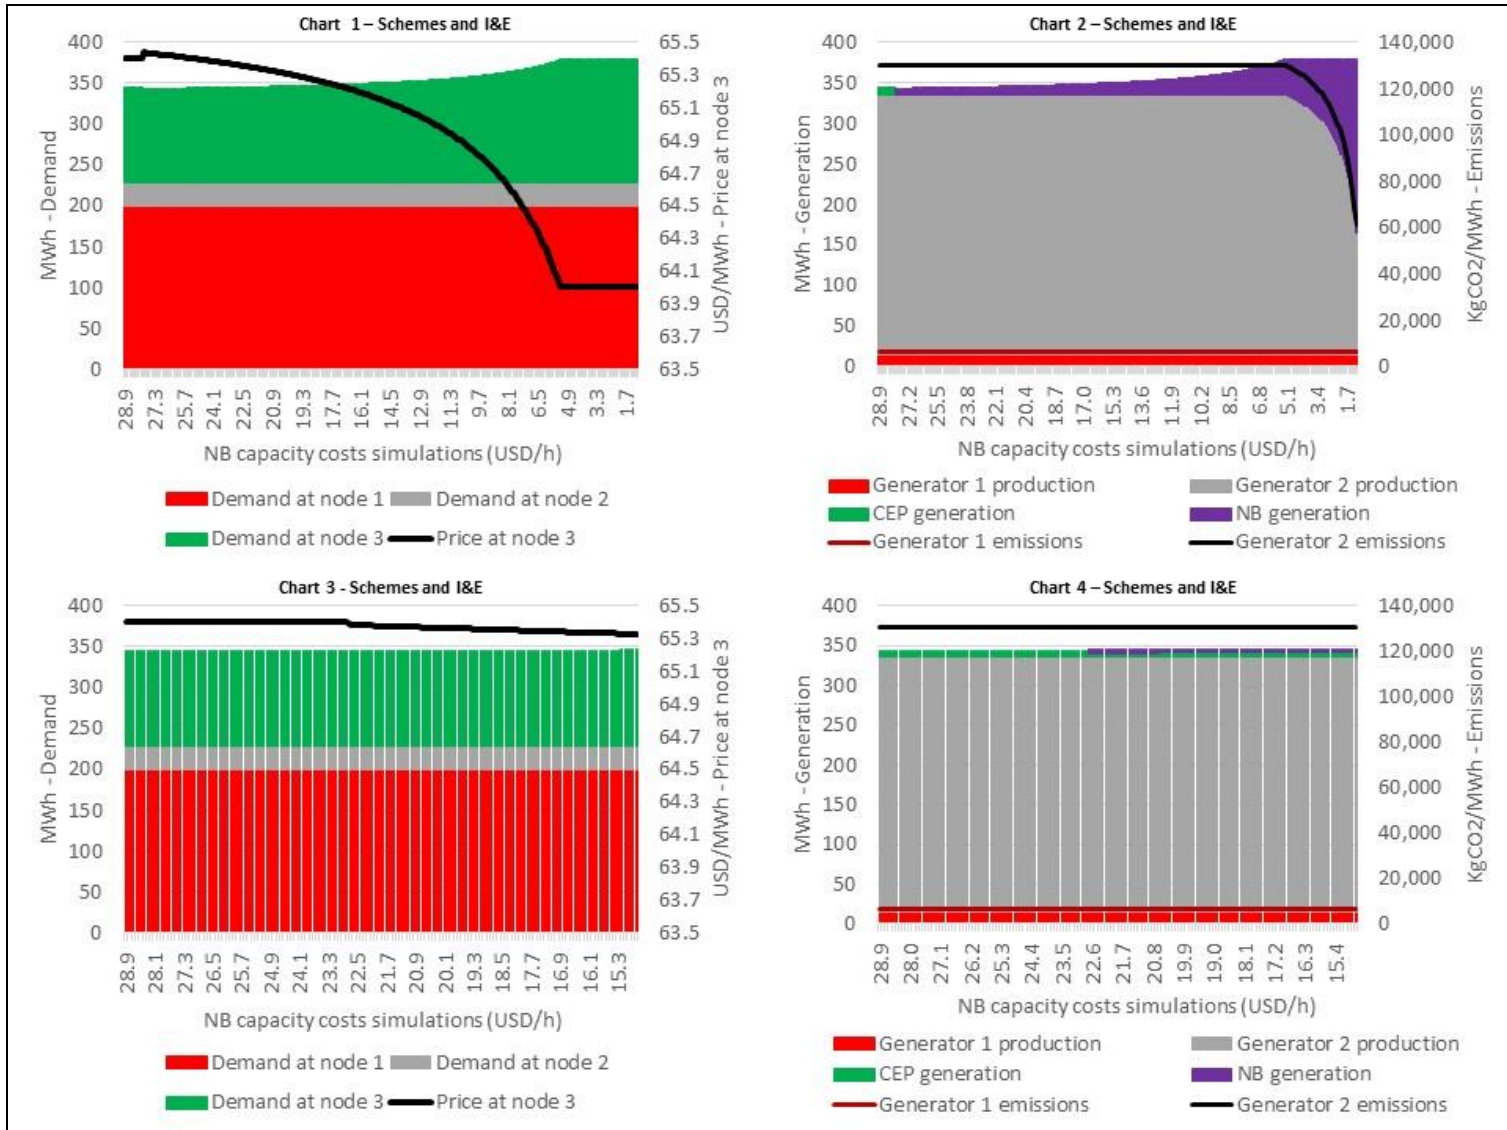 Chart 1 – Schemes and I&E
400
350
300
250
200
150
100
50
0
MWh - Demand
65.5
65.3
65.1
64.9
64.7
64.5
64.3
64.1
63.9
63.7
63.5
USD/MWh - Price at node 3
28.9 27.3 25.7 24.1 22.5 20.9 19.3 17.7 16.1 14.5 12.9 11.3 9.7 8.1 6.5 4.9 3.3 1.7
NB capacity costs simulations (USD/h)
Demand at node 1 Demand at node 2
Demand at node 3 Price at node 3
Chart 2 – Schemes and I&E
400
350
300
250
200
150
100
50
0
MWh - Generation
140,000
120,000
100,000
80,000
60,000
40,000
20,000
0
KgCO2/MWh - Emissions
28.9 27.2 25.5 23.8 22.1 20.4 18.7 17.0 15.3 13.6 11.9 10.2 8.5 6.8 5.1 3.4 1.7
NB capacity costs simulations (USD/h)
Generator 1 production Generator 2 production
CEP generation NB generation
Generator 1 emissions Generator 2 emissions
Chart 3 - Schemes and I&E
400
350
300
250
200
150
100
50
0
MWh - Demand
65.5
65.3
65.1
64.9
64.7
64.5
64.3
64.1
63.9
63.7
63.5
USD/MWh - Price at node 3
28.9 28.1 27.3 26.5 25.7 24.9 24.1 23.3 22.5 21.7 20.9 20.1 19.3 18.5 17.7 16.9 16.1 15.3
NB capacity costs simulations (USD/h)
Demand at node 1 Demand at node 2
Demand at node 3 Price at node 3
Chart 4 – Schemes and I&E
400
350
300
250
200
150
100
50
0
MWh - Generation
140,000
120,000
100,000
80,000
60,000
40,000
20,000
0
KgCO2/MWh - Emissions
28.9 28.0 27.1 26.2 25.3 24.4 23.5 22.6 21.7 20.8 19.9 19.0 18.1 17.2 16.3 15.4
NB capacity costs simulations (USD/h)
Generator 1 production Generator 2 production
CEP generation NB generation
Generator 1 emissions Generator 2 emissions